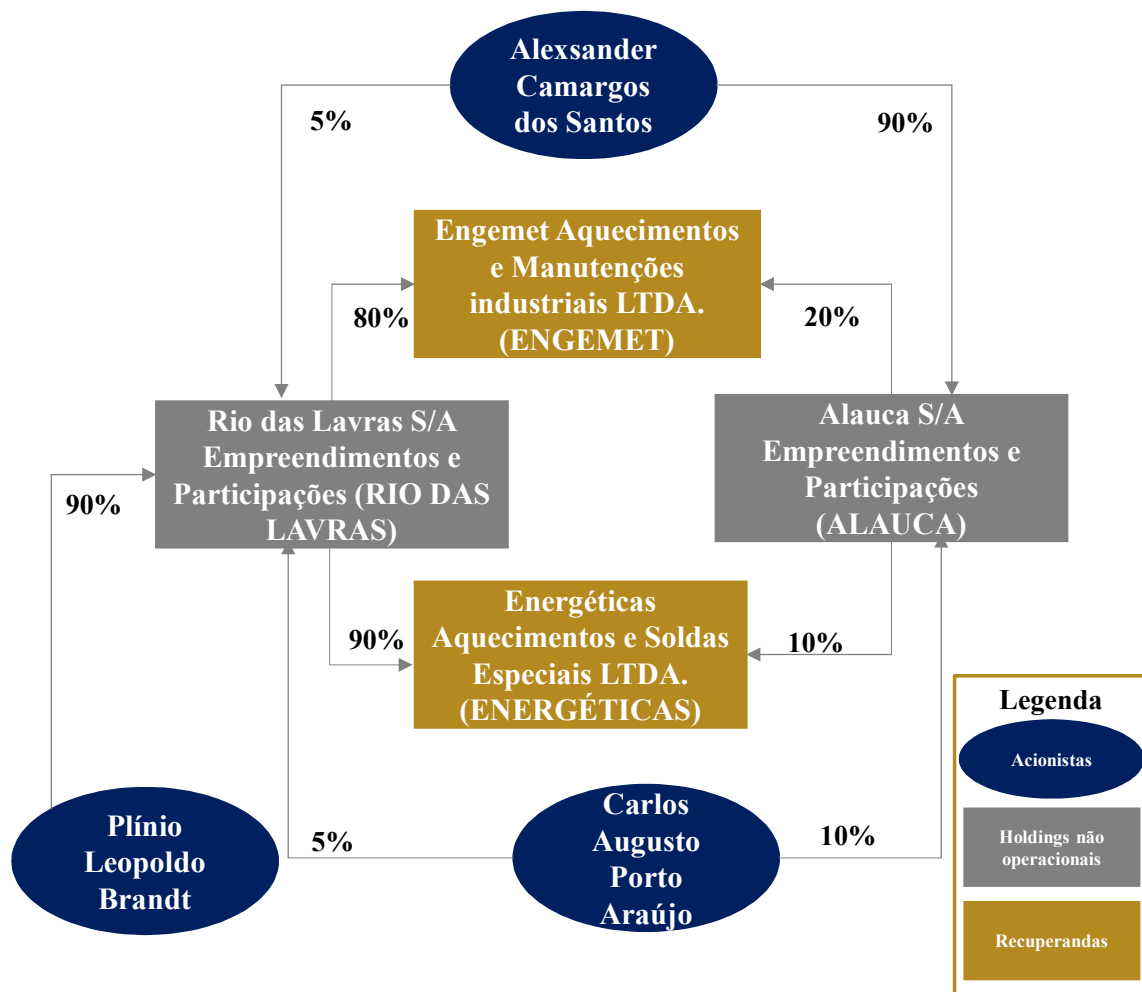 Alexsander
Camargos
dos Santos
5%
90%
Engemet Aquecimentos
e Manutenções
industriais LTDA.
(ENGEMET)
80%
20%
Rio das Lavras S/A
Empreendimentos e
Participações (RIO DAS
LAVRAS)
Alauca S/A
Empreendimentos e
Participações
(ALAUCA)
90%
Energéticas
Aquecimentos e Soldas
Especiais LTDA.
(ENERGÉTICAS)
90%
10%
Plínio
Leopoldo
Brandt
5%
Carlos
Augusto
Porto
Araújo
10%
Legenda
Acionistas
Holdings não
operacionais
Recuperandas